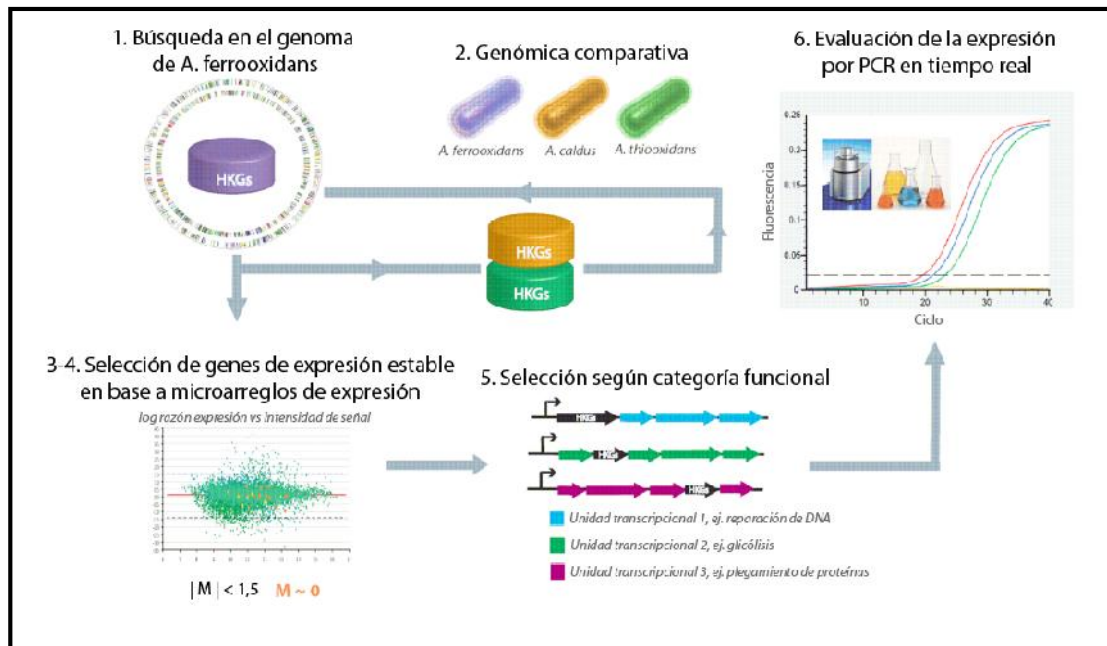 1. Búsqueda en el genoma
de A. ferrooxidans
HKGs
2. Genómica comparativa
A. ferrooxidans
A. caldus
A. thiooxidans
HKGs
HKGs
3-4. Selección de genes de expresión estable
en base a microarreglos de expresión
log razón expresión vs intensidad de señal
|M| < 1,5 M ~ 0
5. Selección según categoría funcional
HKGs
HKGs
HKGs
Unidad transcripcional 1, ej. reparación de DNA
Unidad transcripcional 2, ej. glicólisis
Unidad transcripcional 3, ej. plegamiento de proteínas
6. Evaluación de la expresión
por PCR en tiempo real
Fluorescencia
0.26
0.2
0.15
0.1
0.05
0
10
20
30
40
Ciclo